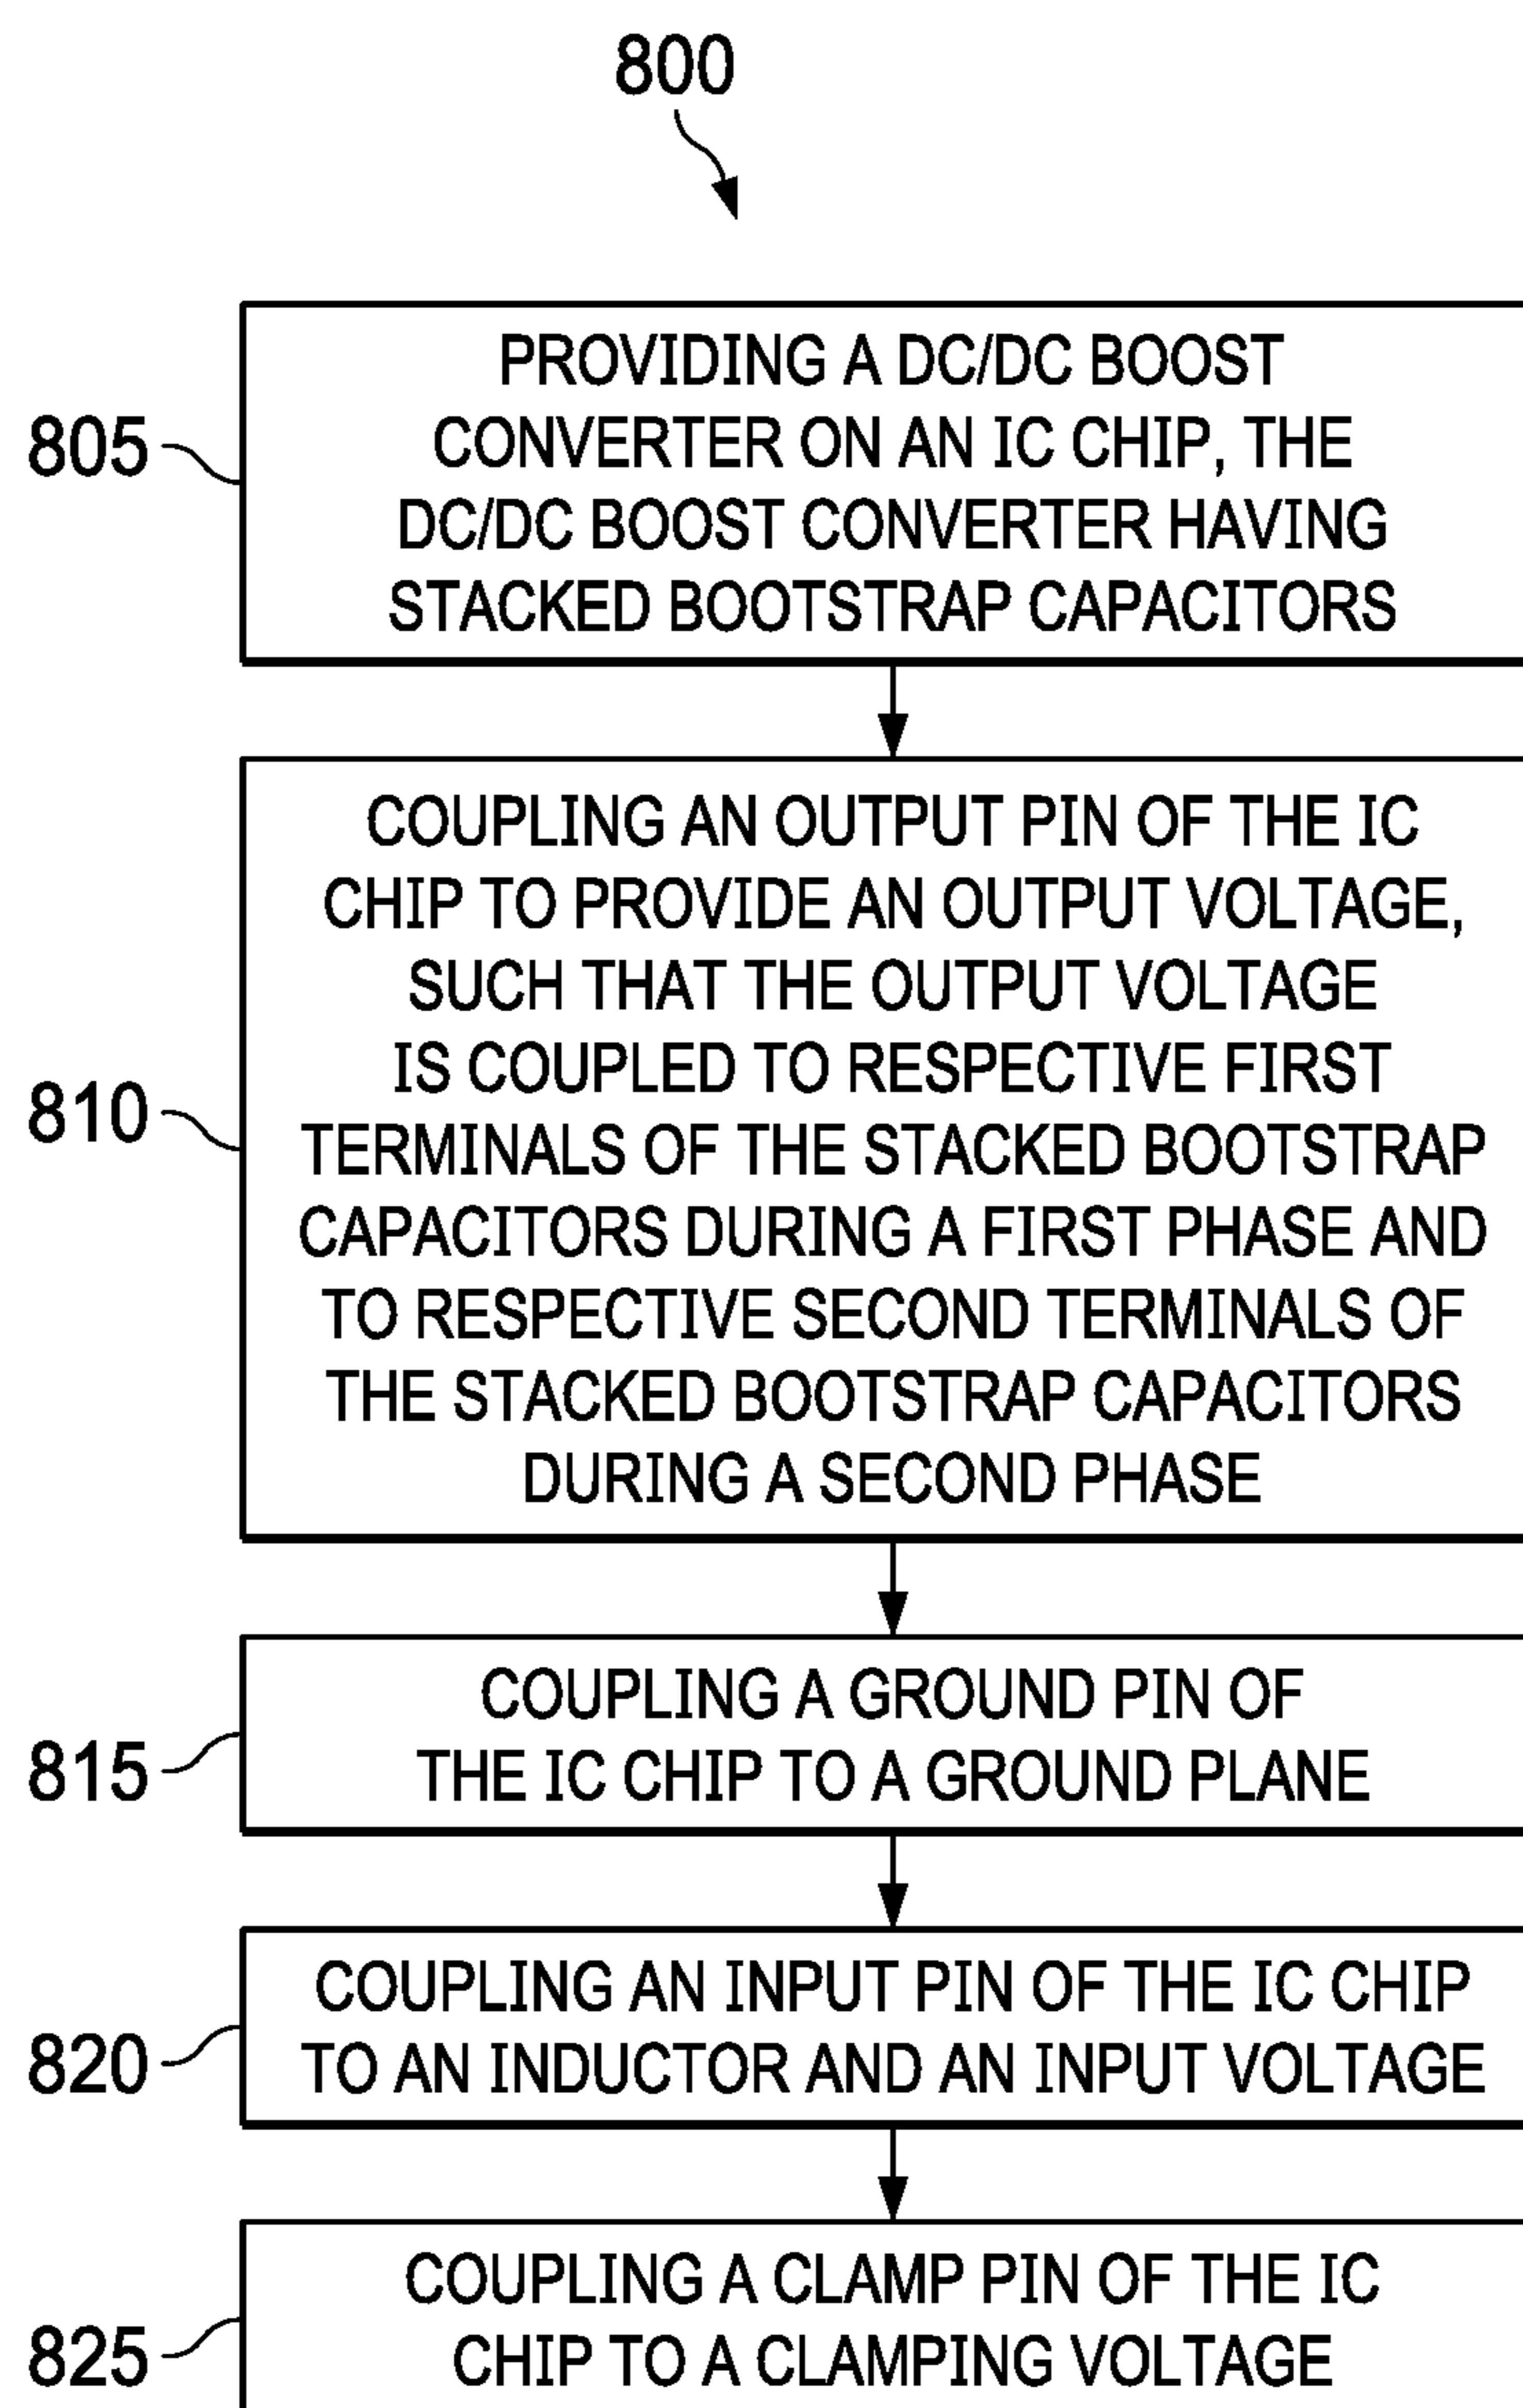 800
805
PROVIDING A DC/DC BOOST
CONVERTER ON AN IC CHIP, THE
DC/DC BOOST CONVERTER HAVING
STACKED BOOTSTRAP CAPACITORS
810
COUPLING AN OUTPUT PIN OF THE IC
CHIP TO PROVIDE AN OUTPUT VOLTAGE,
SUCH THAT THE OUTPUT VOLTAGE
IS COUPLED TO RESPECTIVE FIRST
TERMINALS OF THE STACKED BOOTSTRAP
CAPACITORS DURING A FIRST PHASE AND
TO RESPECTIVE SECOND TERMINALS OF
THE STACKED BOOTSTRAP CAPACITORS
DURING A SECOND PHASE
815
COUPLING A GROUND PIN OF
THE IC CHIP TO A GROUND PLANE
820
COUPLING AN INPUT PIN OF THE IC CHIP
TO AN INDUCTOR AND AN INPUT VOLTAGE
825
COUPLING A CLAMP PIN OF THE IC
CHIP TO A CLAMPING VOLTAGE